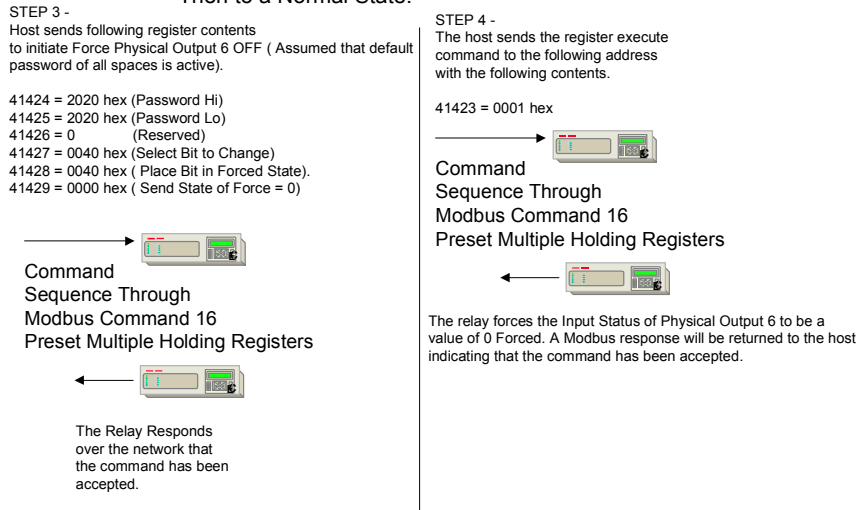 Then to a Normal State.
STEP 3 -
Host sends following register contents
to initiate Force Physical Output 6 OFF ( Assumed that default
password of all spaces is active).
41424 = 2020 hex (Password Hi)
41425 = 2020 hex (Password Lo)
41426 = 0 (Reserved)
41427 = 0040 hex (Select Bit to Change)
41428 = 0040 hex ( Place Bit in Forced State).
41429 = 0000 hex ( Send State of Force = 0)
Command
Sequence Through
Modbus Command 16
Preset Multiple Holding Registers
The Relay Responds
over the network that
the command has been
accepted.
STEP 4 -
The host sends the register execute
command to the following address
with the following contents.
41423 = 0001 hex
Command
Sequence Through
Modbus Command 16
Preset Multiple Holding Registers
The relay forces the Input Status of Physical Output 6 to be a
value of 0 Forced. A Modbus response will be returned to the host
indicating that the command has been accepted.